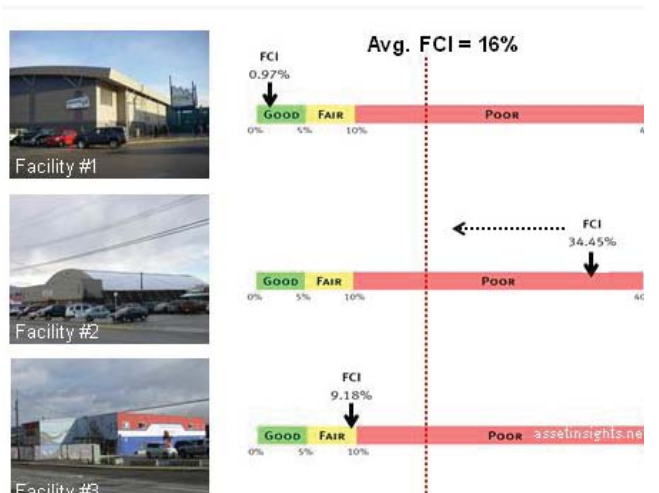 Avg. FCI = 16%
FCI
0.97%
GOOD FAIR POOR
0% 5% 10%
Facility #1
FCI
34.45%
GOOD FAIR POOR
0% 5% 10% 40
Facility #2
FCI
9.18%
GOOD FAIR POOR
assetinsights.ne
0% 5% 10%
Facility #3